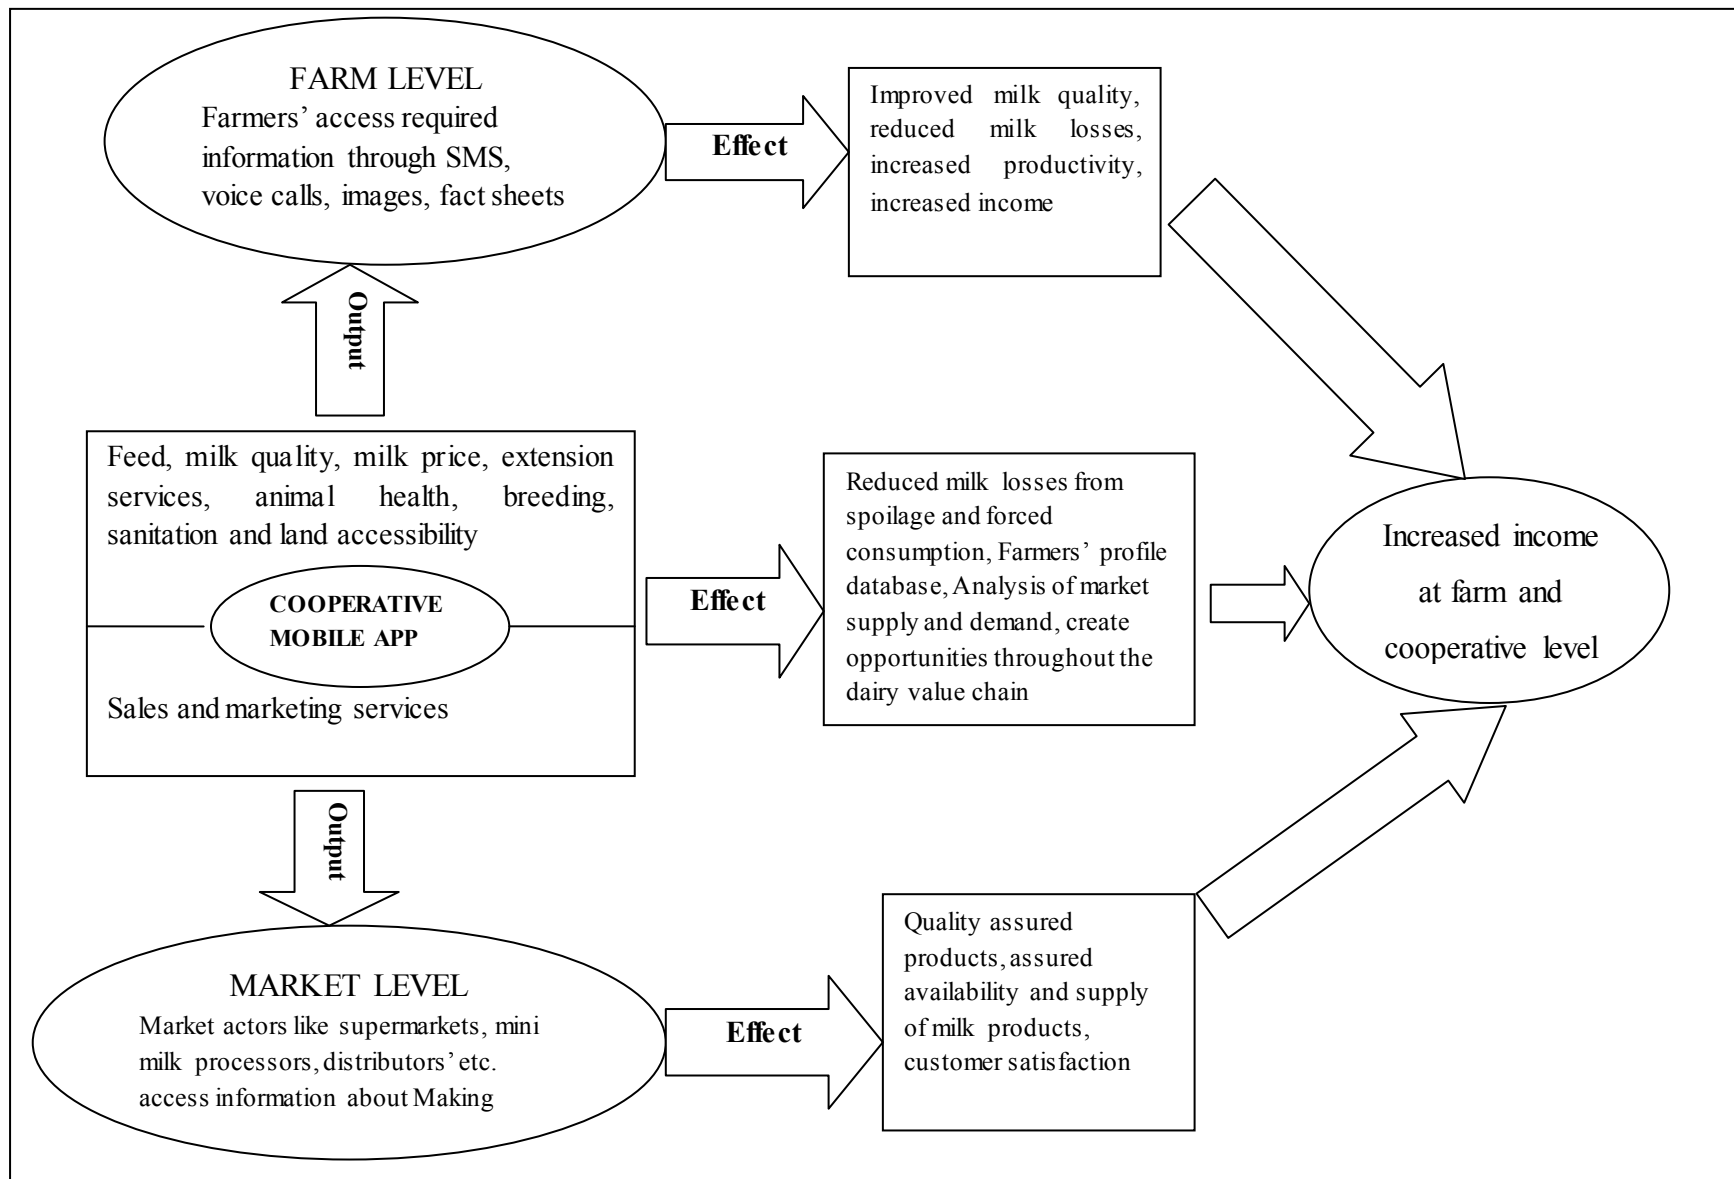 FARM LEVEL
Farmers’ access required
information through SMS,
voice calls, images, fact sheets
Effect
Improved milk quality,
reduced milk losses,
increased productivity,
increased income
Output
Feed, milk quality, milk price, extension
services, animal health, breeding,
sanitation and land accessibility
COOPERATIVE
MOBILE APP
Sales and marketing services
Effect
Reduced milk losses from
spoilage and forced
consumption, Farmers’ profile
database, Analysis of market
supply and demand, create
opportunities throughout the
dairy value chain
Increased income
at farm and
cooperative level
Output
MARKET LEVEL
Market actors like supermarkets, mini
milk processors, distributors’ etc.
access information about Making
Effect
Quality assured
products, assured
availability and supply
of milk products,
customer satisfaction